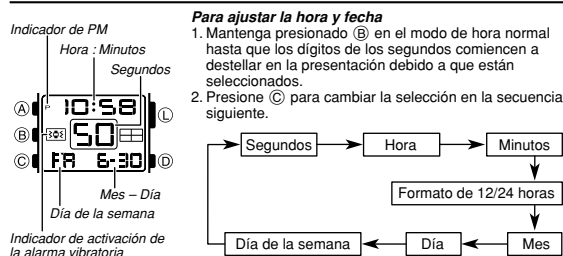 Indicador de PM
Hora : Minutos
Segundos
A
B
C
L
D
P
10:58
50
FR 6-30
Mes – Día
Día de la semana
Indicador de activación de
la alarma vibratoria
Para ajustar la hora y fecha
1. Mantenga presionado B en el modo de hora normal
hasta que los dígitos de los segundos comiencen a
destellar en la presentación debido a que están
seleccionados.
2. Presione C para cambiar la selección en la secuencia
siguiente.
Segundos
Hora
Minutos
Formato de 12/24 horas
Mes
Día
Día de la semana